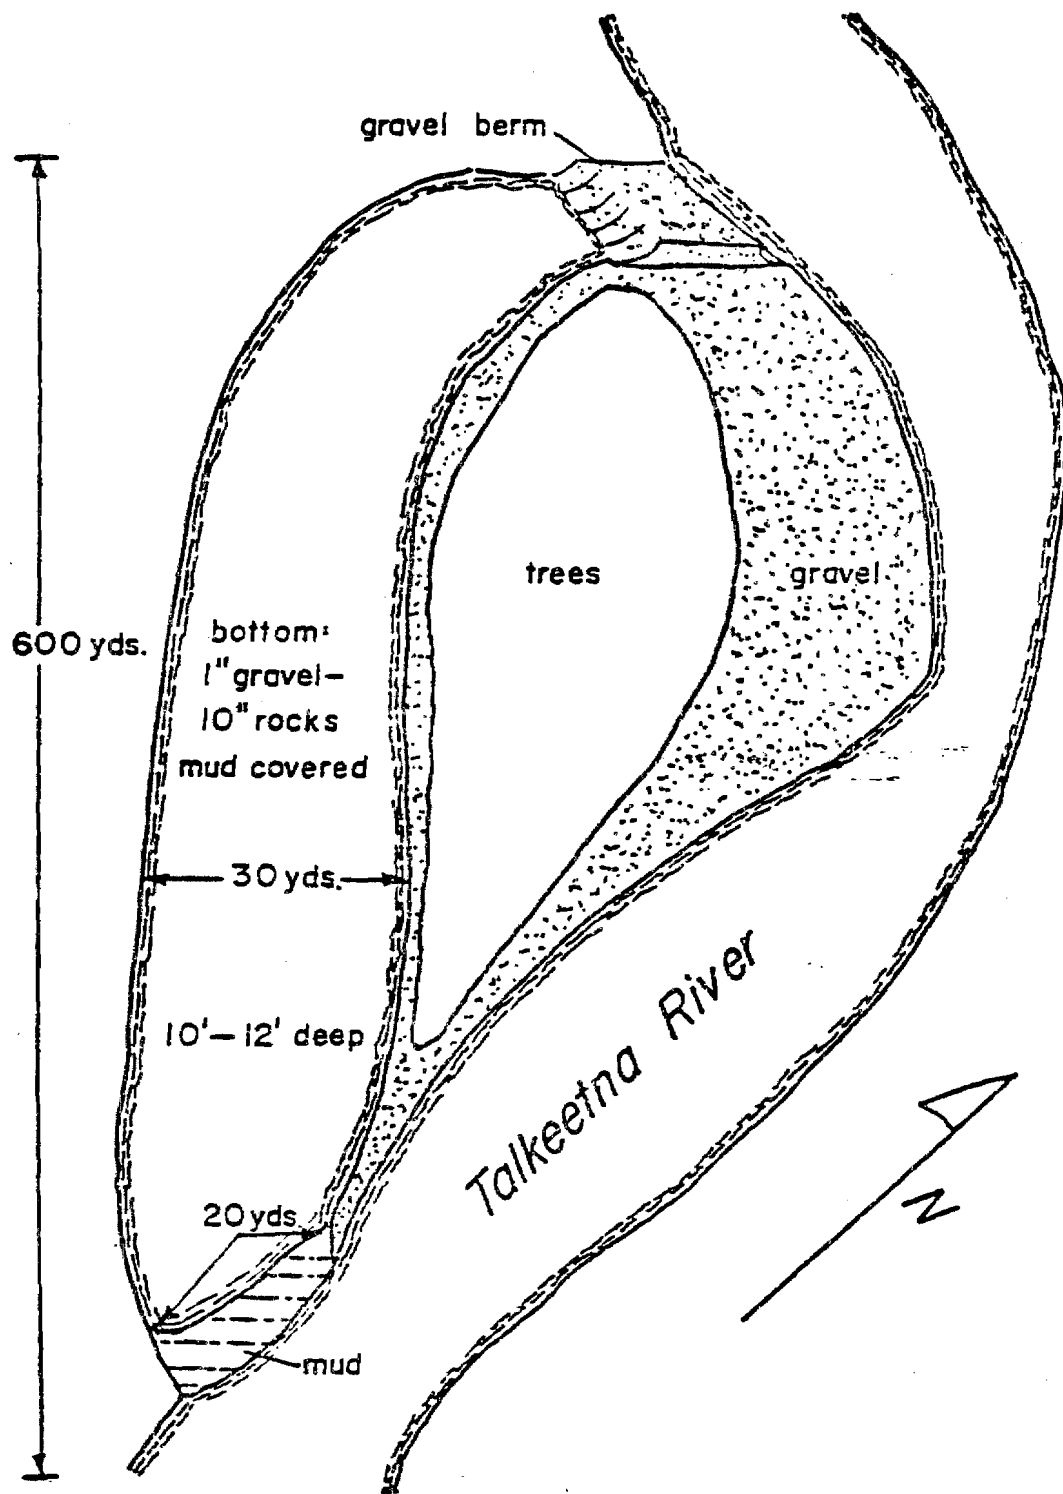 gravel berm
trees
gravel
600 yds.
bottom:
1" gravel–
10" rocks
mud covered
30 yds.
10'–12' deep
Talkeetna River
20 yds
mud
N